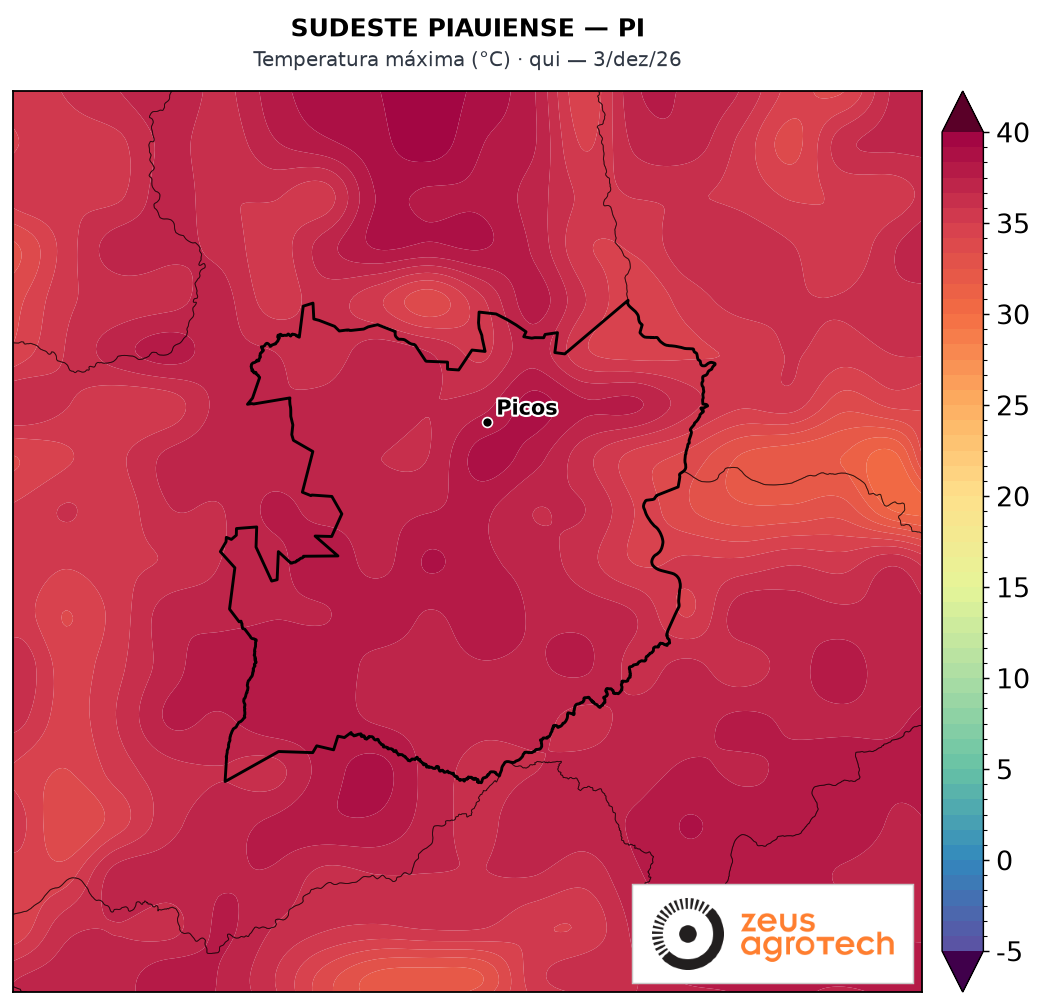 SUDESTE PIAUIENSE — PI
Temperatura máxima (°C) · qui — 3/dez/26
Picos
40
35
30
25
20
15
10
5
0
-5
zeus
agrotech